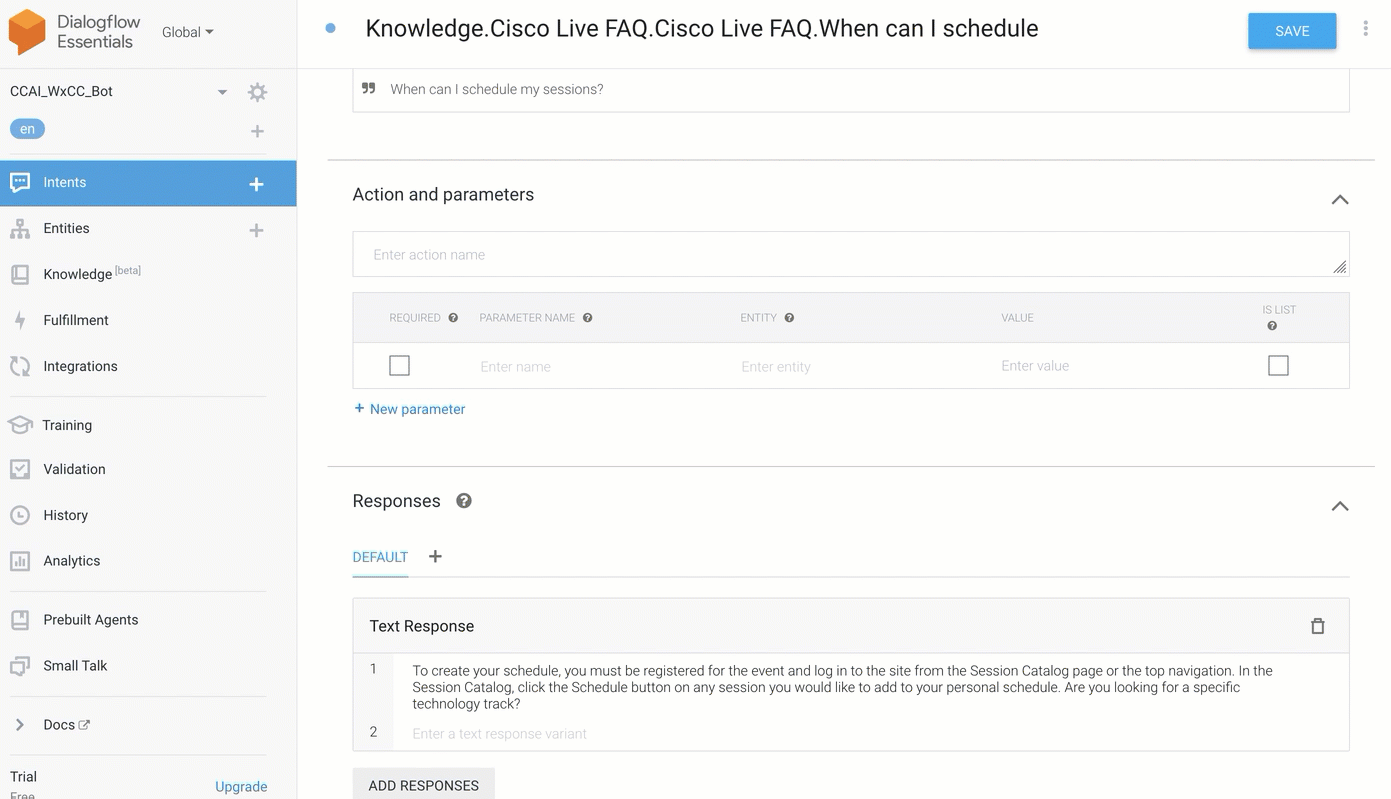 Dialogflow
Essentials
Global
Knowledge.Cisco Live FAQ.Cisco Live FAQ.When can I schedule
SAVE
CCAI_WxCC_Bot
en
Intents
Entities
Knowledge [beta]
Fulfillment
Integrations
Training
Validation
History
Analytics
Prebuilt Agents
Small Talk
Docs
Trial
Free
Upgrade
When can I schedule my sessions?
Action and parameters
Enter action name
REQUIRED PARAMETER NAME ENTITY VALUE IS LIST
Enter name Enter entity Enter value
+ New parameter
Responses
DEFAULT +
Text Response
1 To create your schedule, you must be registered for the event and log in to the site from the Session Catalog page or the top navigation. In the
Session Catalog, click the Schedule button on any session you would like to add to your personal schedule. Are you looking for a specific
technology track?
2 Enter a text response variant
ADD RESPONSES